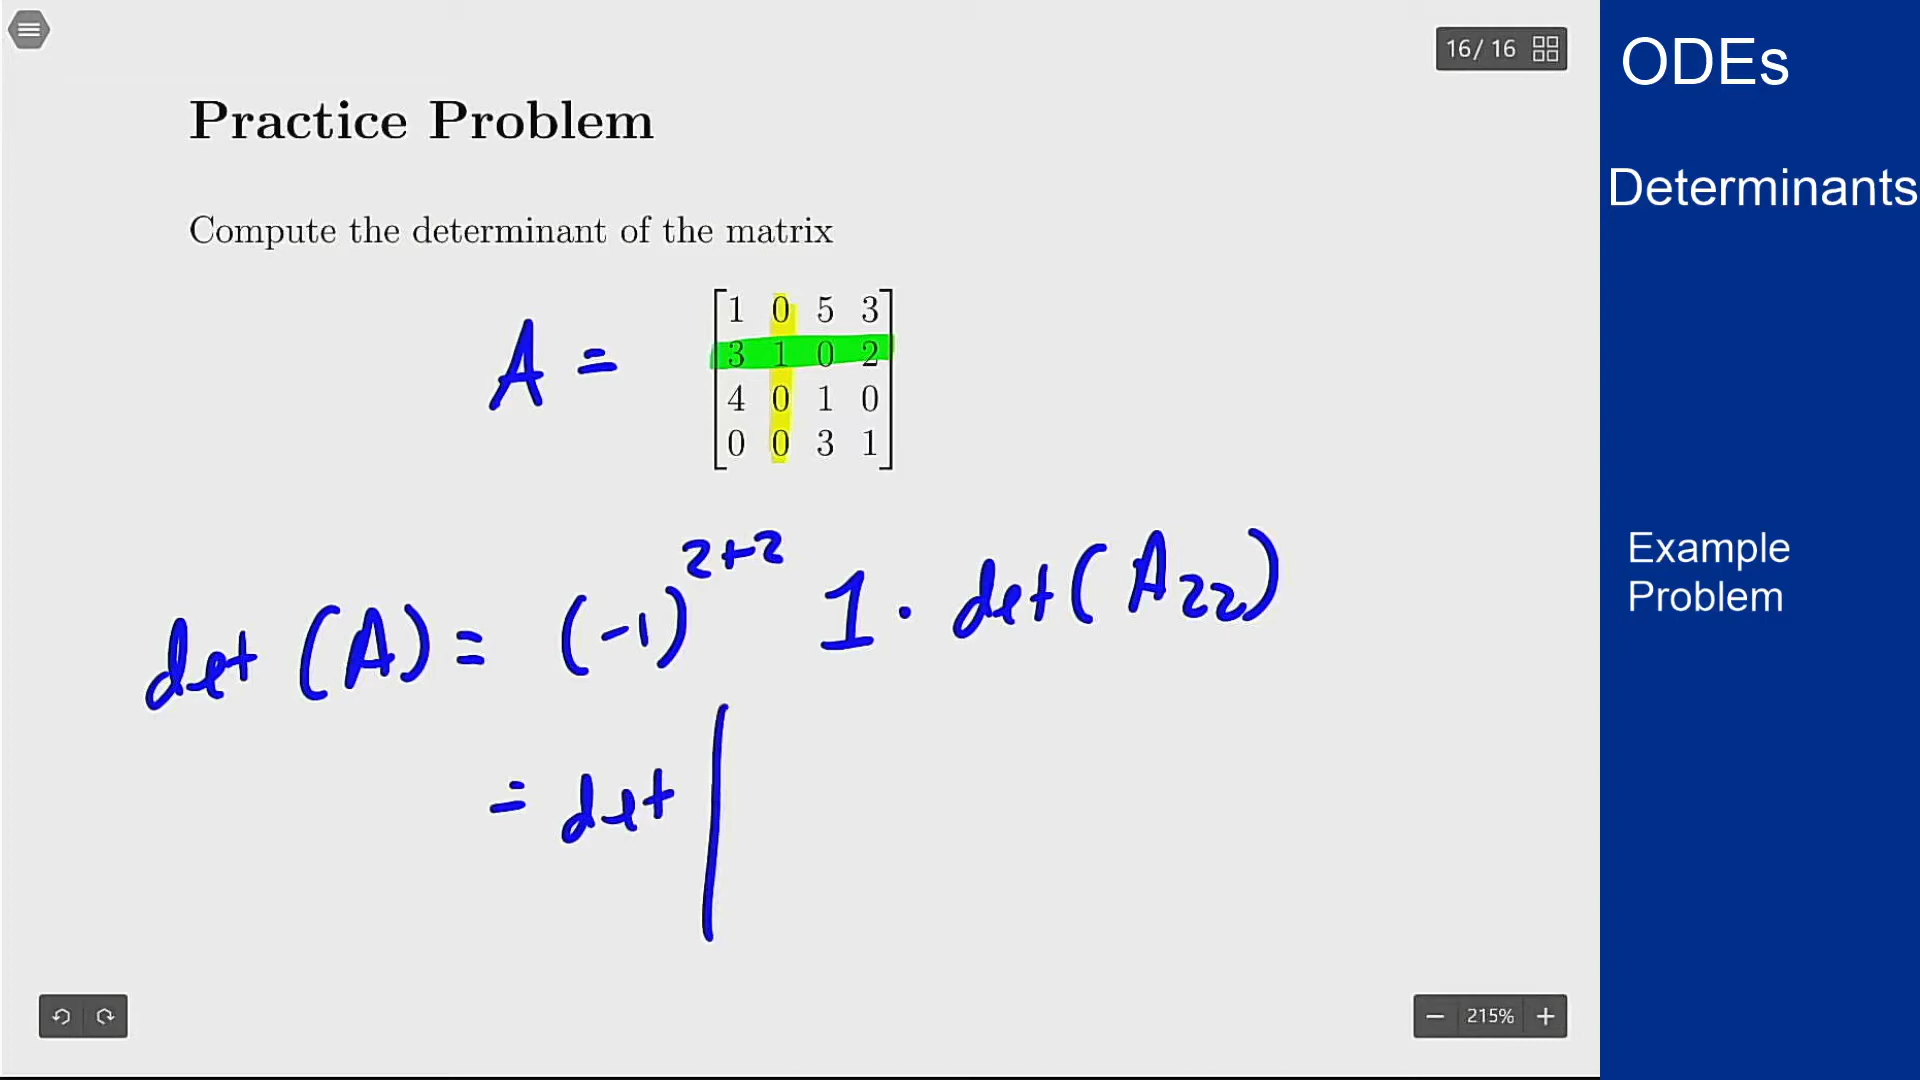 16/ 16
ODEs
Practice Problem
Determinants
Compute the determinant of the matrix
A =
1 0 5 3
3 1 0 2
4 0 1 0
0 0 3 1
Example
Problem
det (A) = (-1)^{2+2} 1 · det(A_{22})
= det
215%